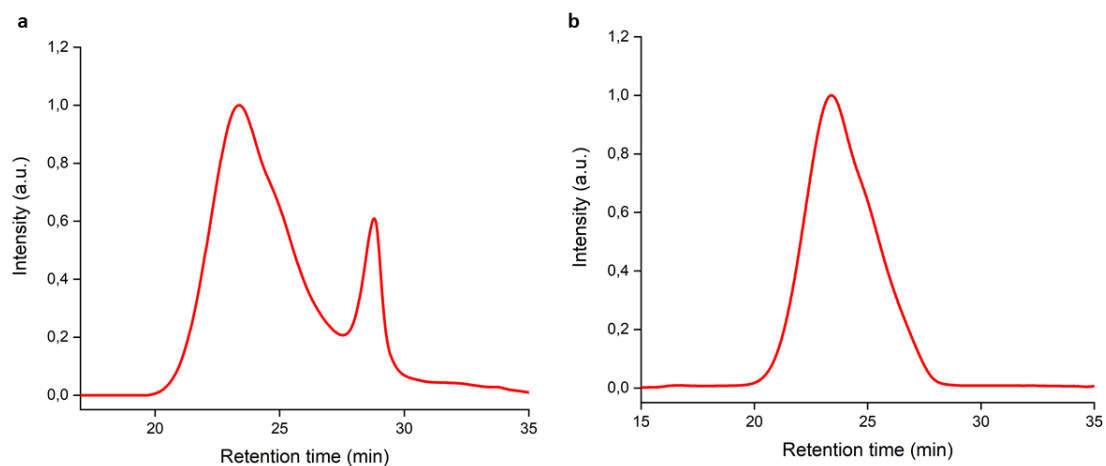 a
1,2
1,0
0,8
0,6
0,4
0,2
0,0
Intensity (a.u.)
20 25 30 35
Retention time (min)
b
1,2
1,0
0,8
0,6
0,4
0,2
0,0
Intensity (a.u.)
15 20 25 30 35
Retention time (min)